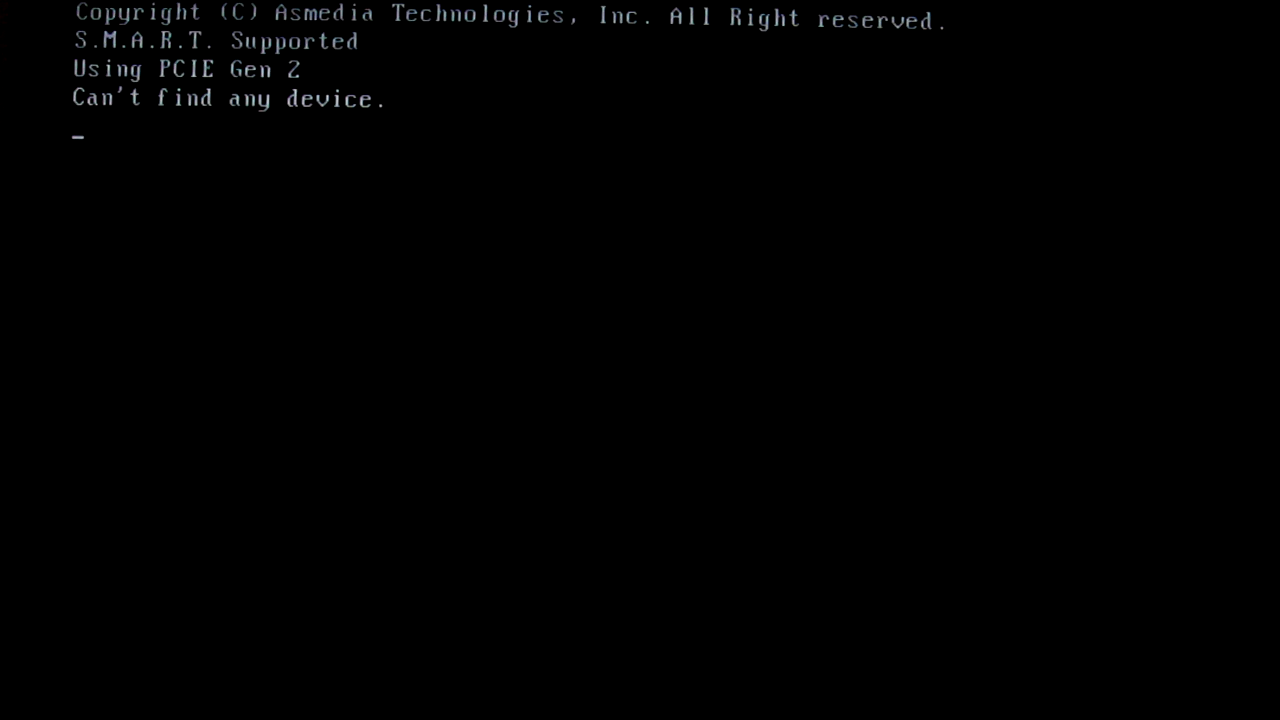 Copyright (C) Asmedia Technologies, Inc. All Right reserved.
S.M.A.R.T. Supported
Using PCIE Gen 2
Can't find any device.
_